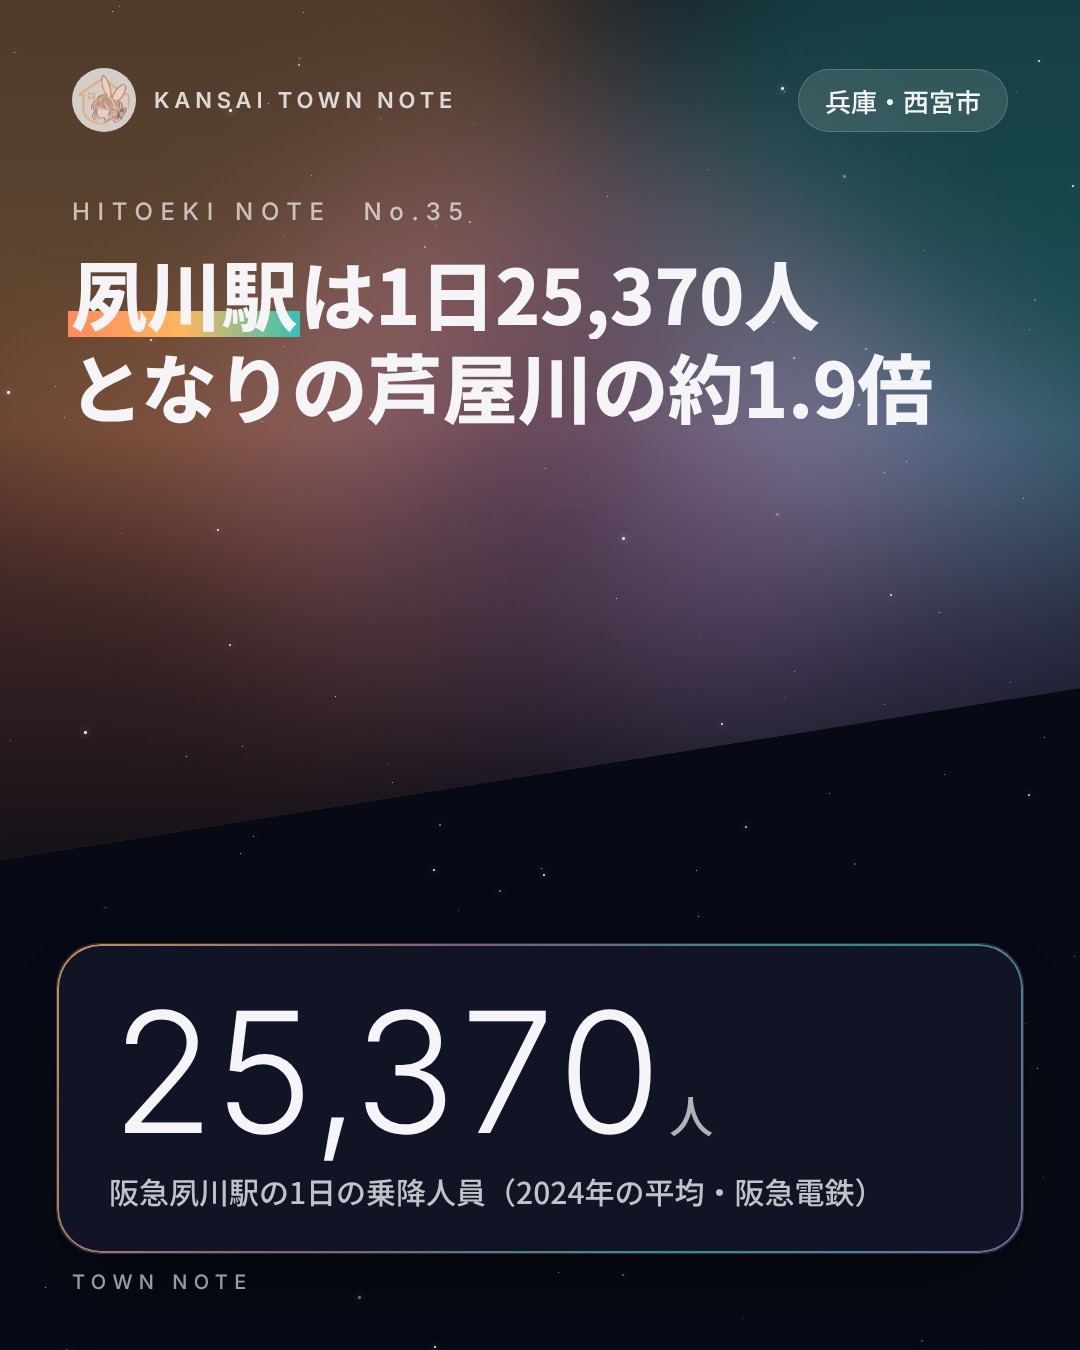 KANSAI TOWN NOTE
兵庫・西宮市
HITOEKI NOTE No.35
夙川駅は1日25,370人
となりの芦屋川の約1.9倍
25,370人
阪急夙川駅の1日の乗降人員（2024年の平均・阪急電鉄）
TOWN NOTE